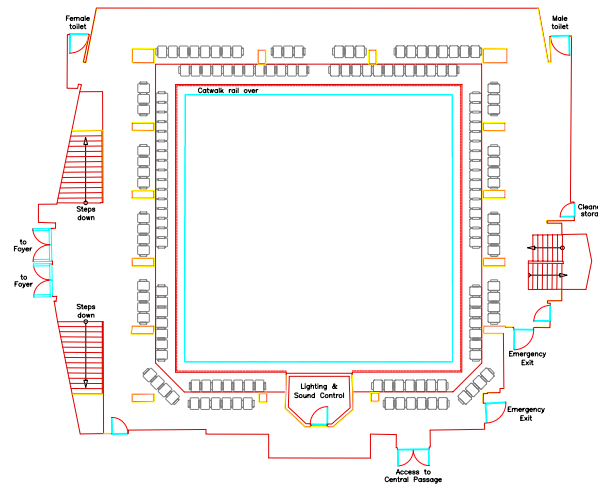 Female
toilet
Male
toilet
Catwalk rail over
Steps
down
Cleane
stora
to
Foyer
to
Foyer
Steps
down
Emergency
Exit
Lighting &
Sound Control
Emergency
Exit
Access to
Central Passage